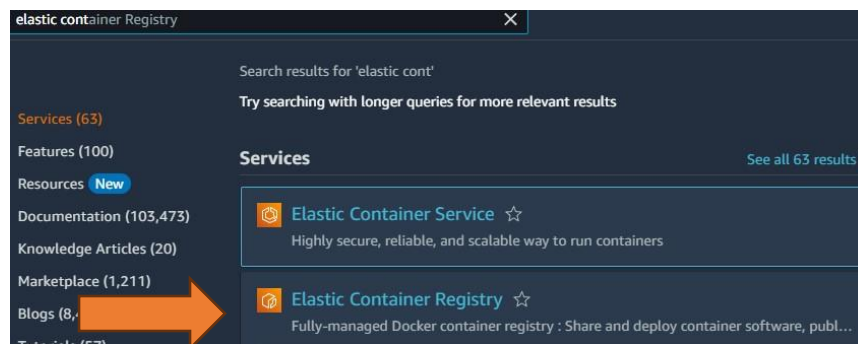 elastic container Registry
Search results for 'elastic cont'
Try searching with longer queries for more relevant results
Services (63)
Features (100)
Resources New
Documentation (103,473)
Knowledge Articles (20)
Marketplace (1,211)
Blogs (8,4
Services
See all 63 results
Elastic Container Service
Highly secure, reliable, and scalable way to run containers
Elastic Container Registry
Fully-managed Docker container registry : Share and deploy container software, publ...